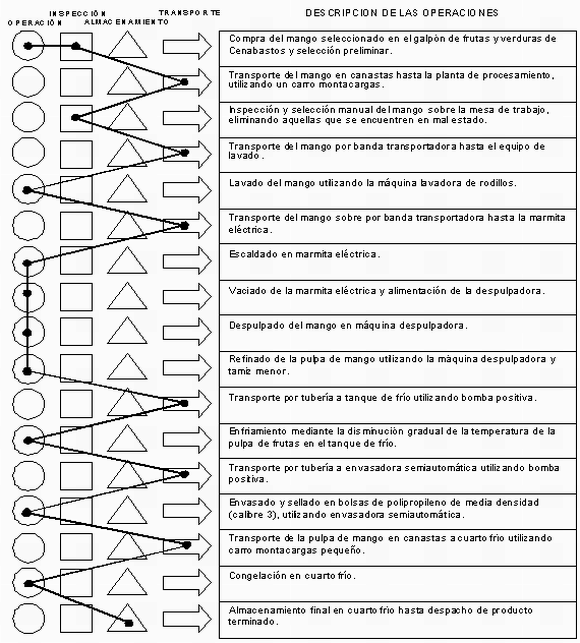 INSPECCIÓN
TRANSPORTE
OPERACIÓN
ALMACENAMIENTO
DESCRIPCION DE LAS OPERACIONES
Compra del mango seleccionado en el galpón de frutas y verduras de
Cenabastos y selección preliminar.
Transporte del mango en canastas hasta la planta de procesamiento,
utilizando un carro montacargas.
Inspección y selección manual del mango sobre la mesa de trabajo,
eliminando aquellas que se encuentren en mal estado.
Transporte del mango por banda transportadora hasta el equipo de
lavado.
Lavado del mango utilizando la máquina lavadora de rodillos.
Transporte del mango sobre por banda transportadora hasta la marmita
eléctrica.
Escaldado en marmita eléctrica.
Vaciado de la marmita eléctrica y alimentación de la despulpadora.
Despulpado del mango en máquina despulpadora.
Refinado de la pulpa de mango utilizando la máquina despulpadora y
tamiz menor.
Transporte por tubería a tanque de frío utilizando bomba positiva.
Enfriamiento mediante la disminución gradual de la temperatura de la
pulpa de frutas en el tanque de frío.
Transporte por tubería a envasadora semiautomática utilizando bomba
positiva.
Envasado y sellado en bolsas de polipropileno de media densidad
(calibre 3), utilizando envasadora semiautomática.
Transporte de la pulpa de mango en canastas a cuarto frío utilizando
carro montacargas pequeño.
Congelación en cuarto frío.
Almacenamiento final en cuarto frío hasta despacho de producto
terminado.